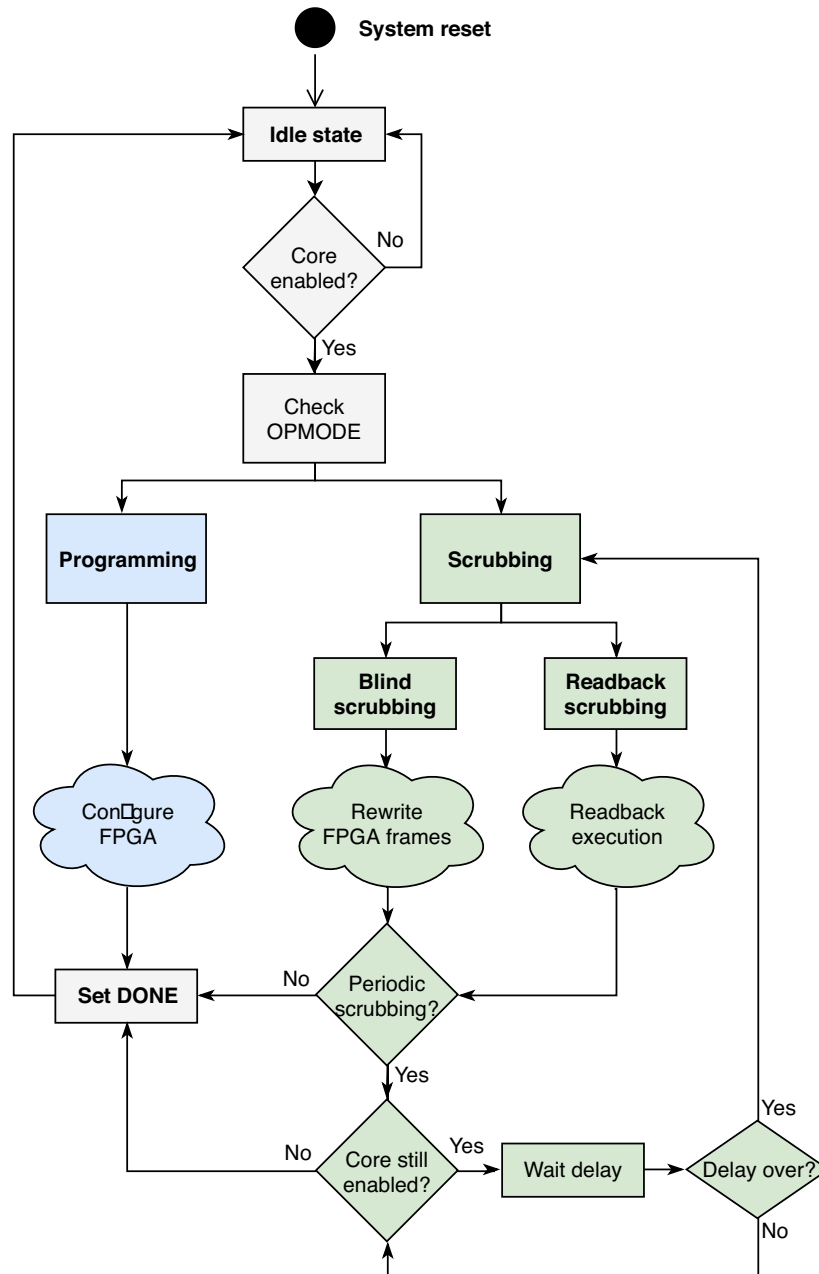 System reset
Idle state
No
Core
enabled?
Yes
Check
OPMODE
Programming
Scrubbing
Blind
scrubbing
Readback
scrubbing
Con□gure
FPGA
Rewrite
FPGA frames
Readback
execution
Set DONE
No
Periodic
scrubbing?
Yes
No
Core still
enabled?
Yes
Wait delay
Delay over?
Yes
No